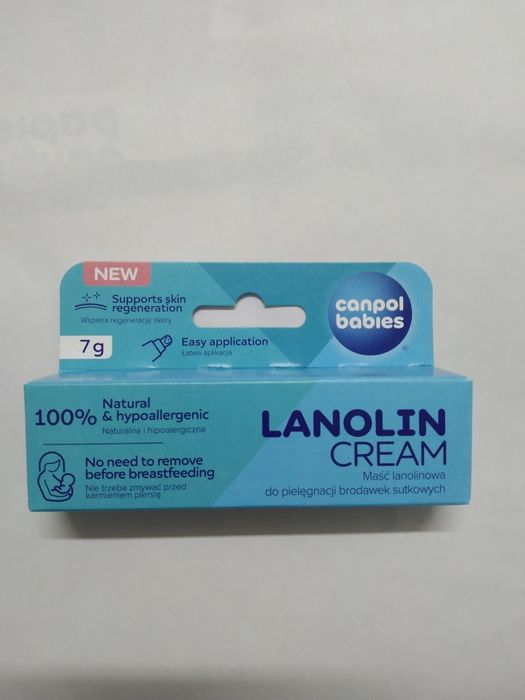 NEW
Supports skin
regeneration
Wspiera regenerację skóry
7g
Easy application
Łatwa aplikacja
canpol
babies
®
100% Natural
& hypoallergenic
Naturalna i hipoalergiczna
No need to remove
before breastfeeding
Nie trzeba zmywać przed
karmieniem piersią
LANOLIN
CREAM
Maść lanolinowa
do pielęgnacji brodawek sutkowych